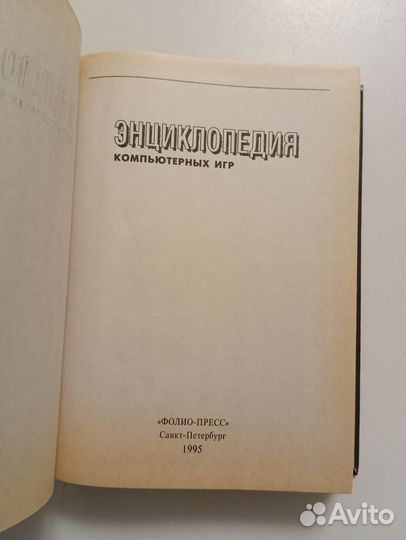 ЭНЦИКЛОПЕДИЯ
КОМПЬЮТЕРНЫХ ИГР
«ФОЛИО-ПРЕСС»
Санкт-Петербург
1995
Avito